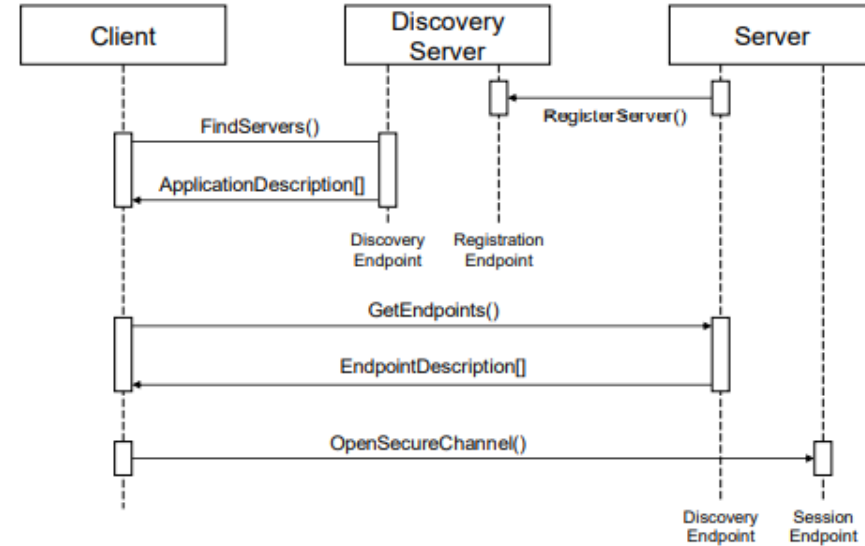 Client
Discovery
Server
Server
RegisterServer()
FindServers()
ApplicationDescription[]
Discovery
Endpoint
Registration
Endpoint
GetEndpoints()
EndpointDescription[]
OpenSecureChannel()
Discovery
Endpoint
Session
Endpoint